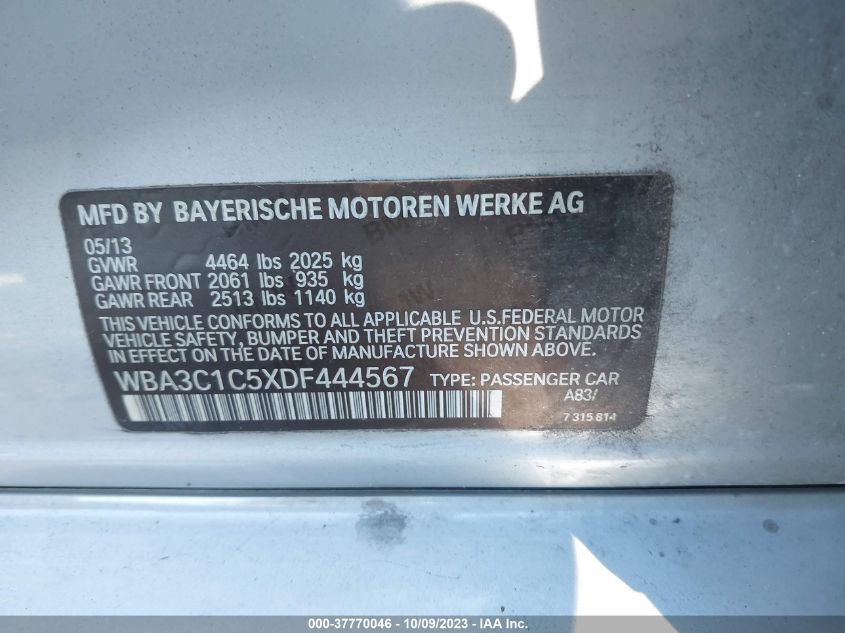 MFD BY BAYERISCHE MOTOREN WERKE AG
05/13
GVWR 4464 lbs 2025 kg
GAWR FRONT 2061 lbs 935 kg
GAWR REAR 2513 lbs 1140 kg
THIS VEHICLE CONFORMS TO ALL APPLICABLE U.S.FEDERAL MOTOR
VEHICLE SAFETY, BUMPER AND THEFT PREVENTION STANDARDS
IN EFFECT ON THE DATE OF MANUFACTURE SHOWN ABOVE.
WBA3C1C5XDF444567 TYPE: PASSENGER CAR
A83/
7 315 814
000-37770046 - 10/09/2023 - IAA Inc.